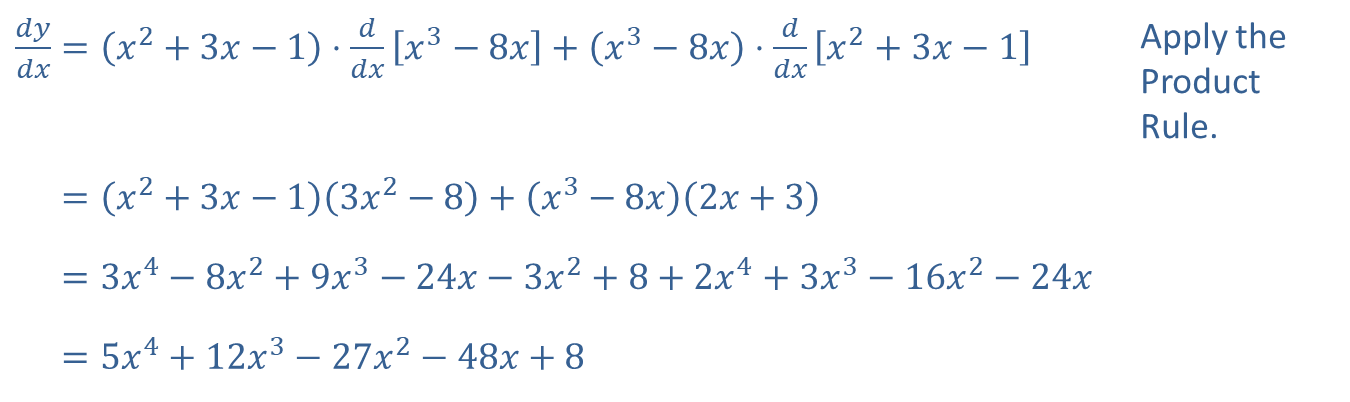 dy/dx = (x² + 3x − 1) · d/dx [x³ − 8x] + (x³ − 8x) · d/dx [x² + 3x − 1]
Apply the
Product
Rule.
= (x² + 3x − 1)(3x² − 8) + (x³ − 8x)(2x + 3)
= 3x⁴ − 8x² + 9x³ − 24x − 3x² + 8 + 2x⁴ + 3x³ − 16x² − 24x
= 5x⁴ + 12x³ − 27x² − 48x + 8